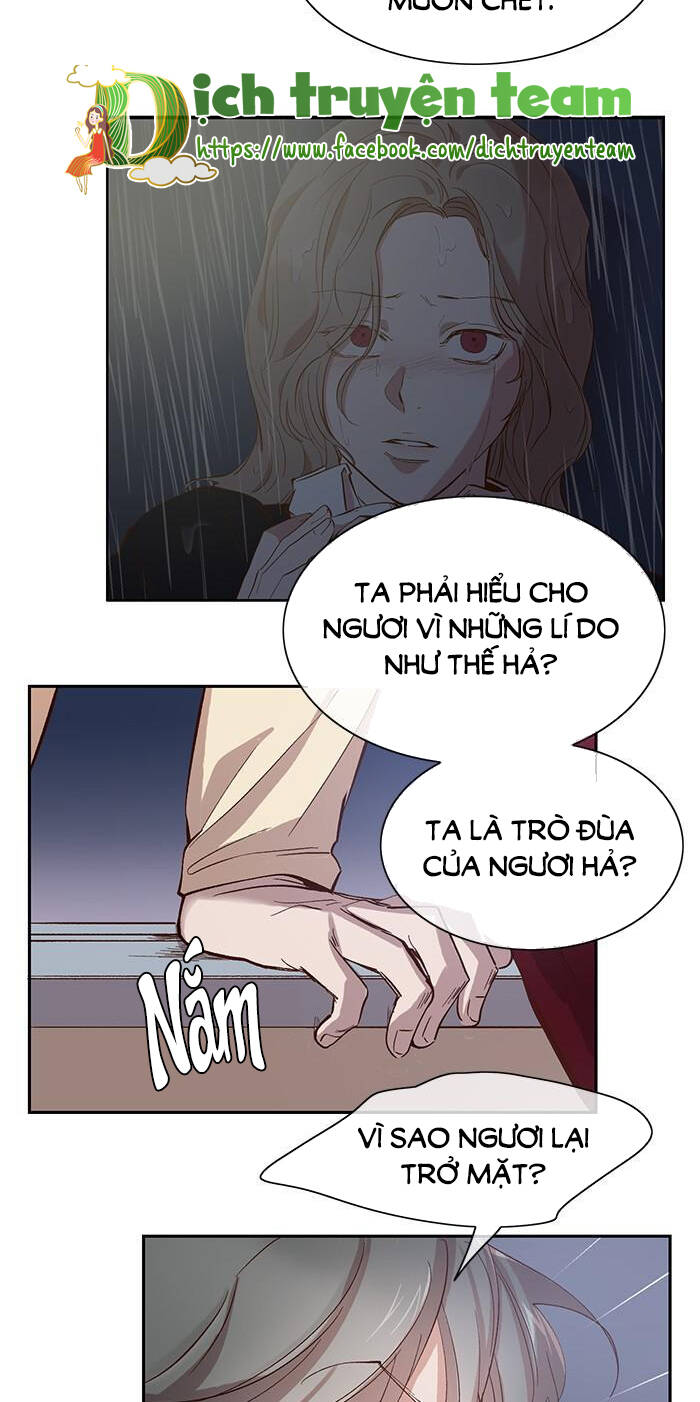 MUỐN CHẾT.
Dịch truyện team
https://www.facebook.com/dichtruyenteam
TA PHẢI HIỂU CHO
NGƯƠI VÌ NHỮNG LÍ DO
NHƯ THẾ HẢ?
TA LÀ TRÒ ĐÙA
CỦA NGƯƠI HẢ?
Nắm
VÌ SAO NGƯƠI LẠI
TRỞ MẶT?